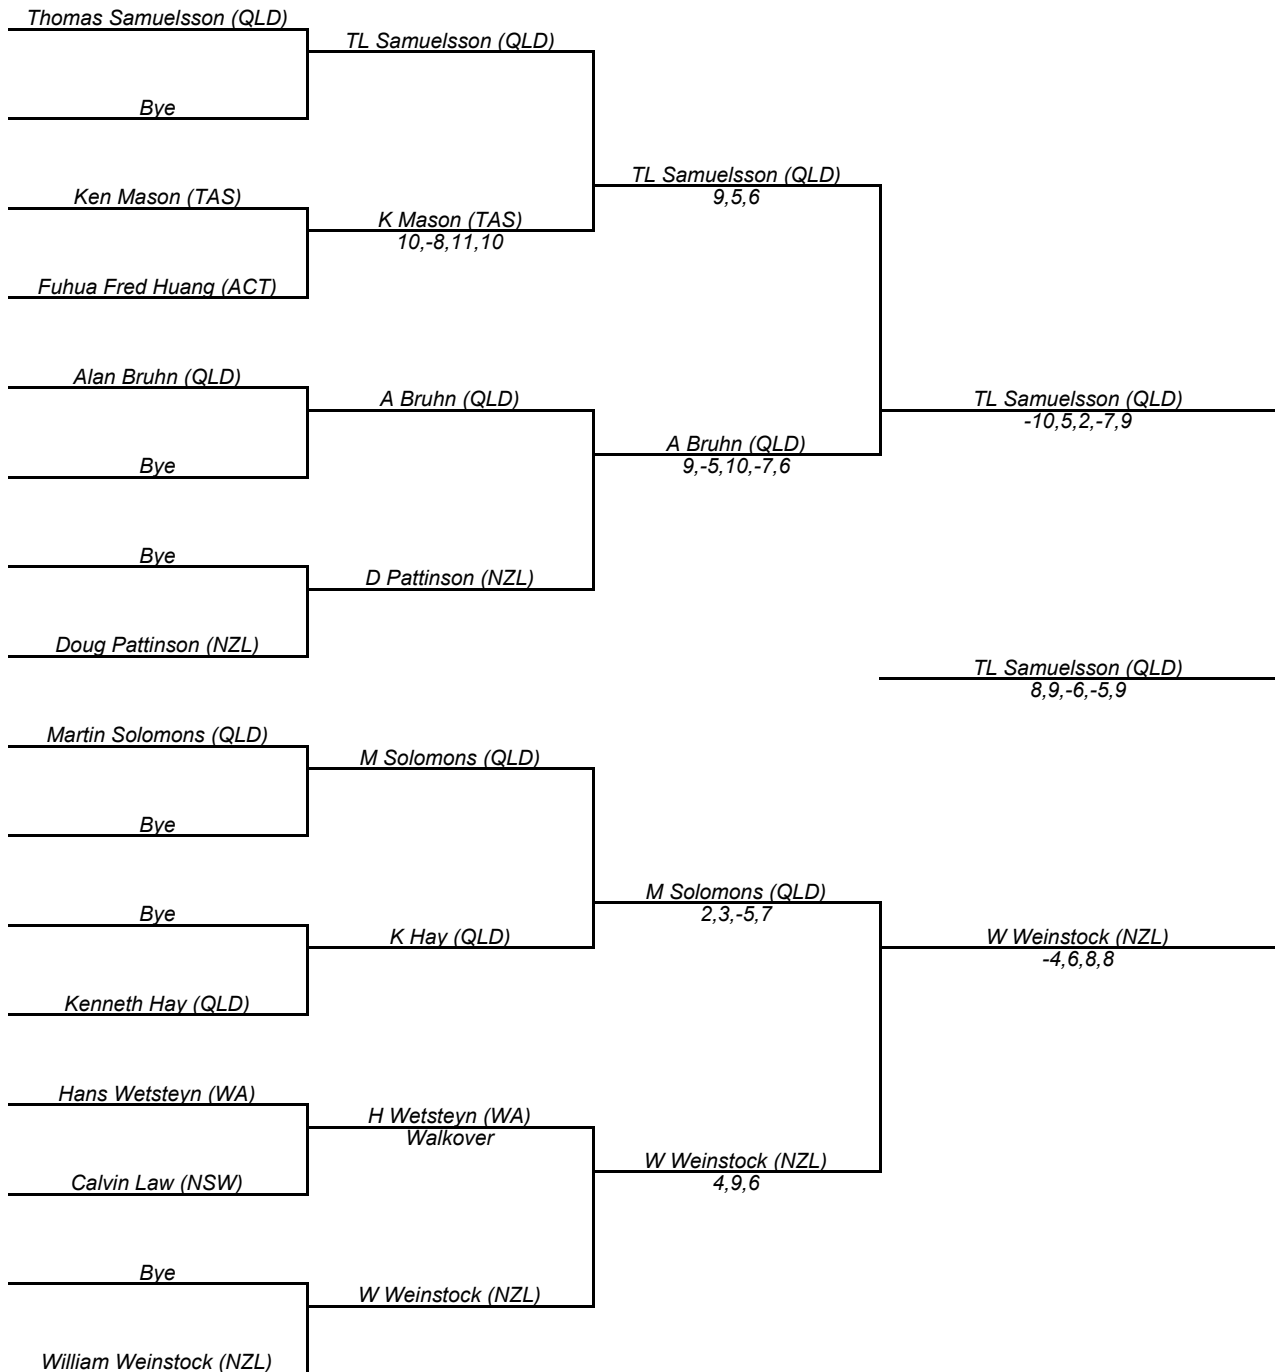 Thomas Samuelsson (QLD)
TL Samuelsson (QLD)
Bye
TL Samuelsson (QLD)
9,5,6
Ken Mason (TAS)
K Mason (TAS)
10,-8,11,10
Fuhua Fred Huang (ACT)
Alan Bruhn (QLD)
A Bruhn (QLD)
TL Samuelsson (QLD)
-10,5,2,-7,9
A Bruhn (QLD)
9,-5,10,-7,6
Bye
Bye
D Pattinson (NZL)
Doug Pattinson (NZL)
TL Samuelsson (QLD)
8,9,-6,-5,9
Martin Solomons (QLD)
M Solomons (QLD)
Bye
M Solomons (QLD)
2,3,-5,7
Bye
K Hay (QLD)
W Weinstock (NZL)
-4,6,8,8
Kenneth Hay (QLD)
Hans Wetsteyn (WA)
H Wetsteyn (WA)
Walkover
W Weinstock (NZL)
4,9,6
Calvin Law (NSW)
Bye
W Weinstock (NZL)
William Weinstock (NZL)